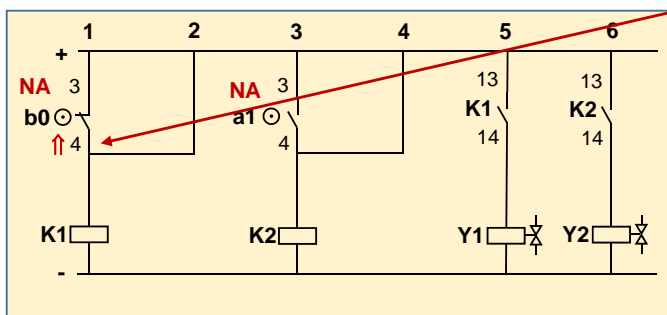 1 2 3 4 5 6
+
NA 3 NA 3 13 13
b0 a1 K1 K2
⇑ 4 4 14 14
K1 K2 Y1 Y2
-